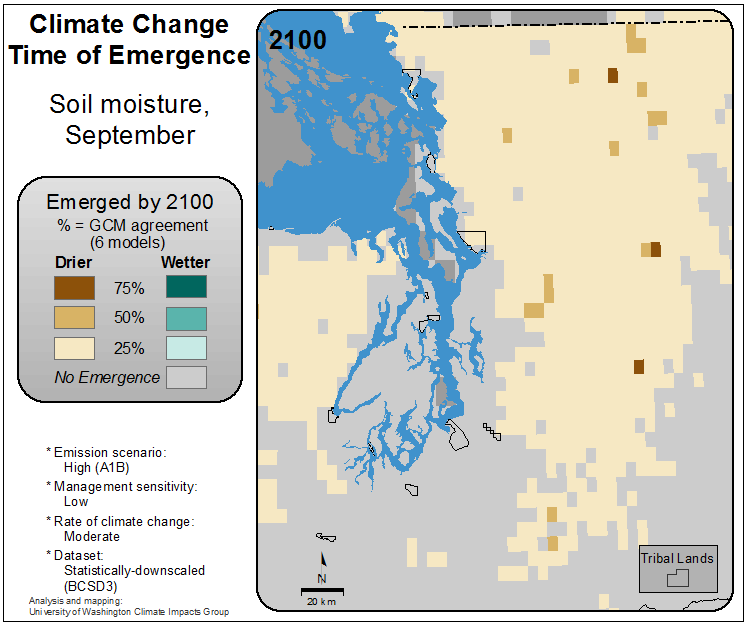 Climate Change
Time of Emergence
Soil moisture,
September
Emerged by 2100
% = GCM agreement
(6 models)
Drier Wetter
75%
50%
25%
No Emergence
* Emission scenario:
High (A1B)
* Management sensitivity:
Low
* Rate of climate change:
Moderate
* Dataset:
Statistically-downscaled
(BCSD3)
Analysis and mapping:
University of Washington Climate Impacts Group
2100
N
20 km
Tribal Lands